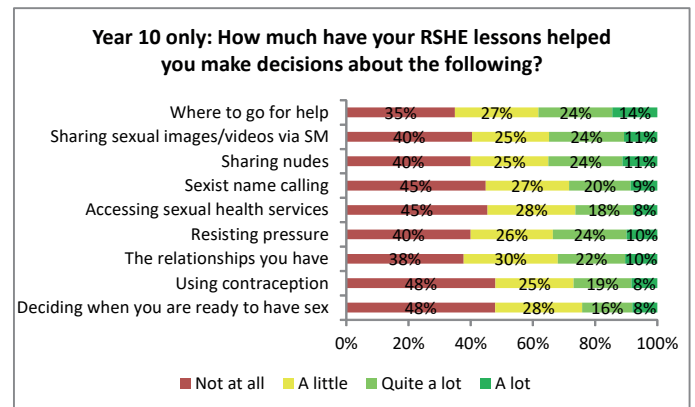 Year 10 only: How much have your RSHE lessons helped
you make decisions about the following?
Where to go for help 35% 27% 24% 14%
Sharing sexual images/videos via SM 40% 25% 24% 11%
Sharing nudes 40% 25% 24% 11%
Sexist name calling 45% 27% 20% 9%
Accessing sexual health services 45% 28% 18% 8%
Resisting pressure 40% 26% 24% 10%
The relationships you have 38% 30% 22% 10%
Using contraception 48% 25% 19% 8%
Deciding when you are ready to have sex 48% 28% 16% 8%
0% 20% 40% 60% 80% 100%
Not at all A little Quite a lot A lot